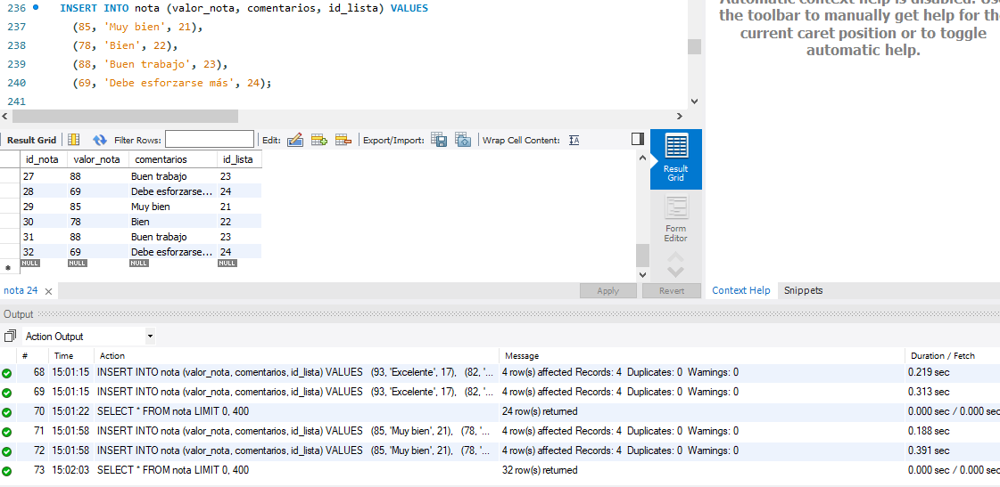 236 INSERT INTO nota (valor_nota, comentarios, id_lista) VALUES
237 (85, 'Muy bien', 21),
238 (78, 'Bien', 22),
239 (88, 'Buen trabajo', 23),
240 (69, 'Debe esforzarse más', 24);
241
the toolbar to manually get help for the
current caret position or to toggle
automatic help.
Result Grid Filter Rows: Edit: Export/Import: Wrap Cell Content:
id_nota valor_nota comentarios id_lista
27 88 Buen trabajo 23
28 69 Debe esforzarse... 24
29 85 Muy bien 21
30 78 Bien 22
31 88 Buen trabajo 23
32 69 Debe esforzarse... 24
NULL NULL NULL NULL
Result
Grid
Form
Editor
nota 24 Apply Revert
Context Help Snippets
Output
Action Output
# Time Action Message Duration / Fetch
68 15:01:15 INSERT INTO nota (valor_nota, comentarios, id_lista) VALUES (93, 'Excelente', 17), (82, '... 4 row(s) affected Records: 4 Duplicates: 0 Warnings: 0 0.219 sec
69 15:01:15 INSERT INTO nota (valor_nota, comentarios, id_lista) VALUES (93, 'Excelente', 17), (82, '... 4 row(s) affected Records: 4 Duplicates: 0 Warnings: 0 0.313 sec
70 15:01:22 SELECT * FROM nota LIMIT 0, 400 24 row(s) returned 0.000 sec / 0.000 sec
71 15:01:58 INSERT INTO nota (valor_nota, comentarios, id_lista) VALUES (85, 'Muy bien', 21), (78, '... 4 row(s) affected Records: 4 Duplicates: 0 Warnings: 0 0.188 sec
72 15:01:58 INSERT INTO nota (valor_nota, comentarios, id_lista) VALUES (85, 'Muy bien', 21), (78, '... 4 row(s) affected Records: 4 Duplicates: 0 Warnings: 0 0.391 sec
73 15:02:03 SELECT * FROM nota LIMIT 0, 400 32 row(s) returned 0.000 sec / 0.000 sec